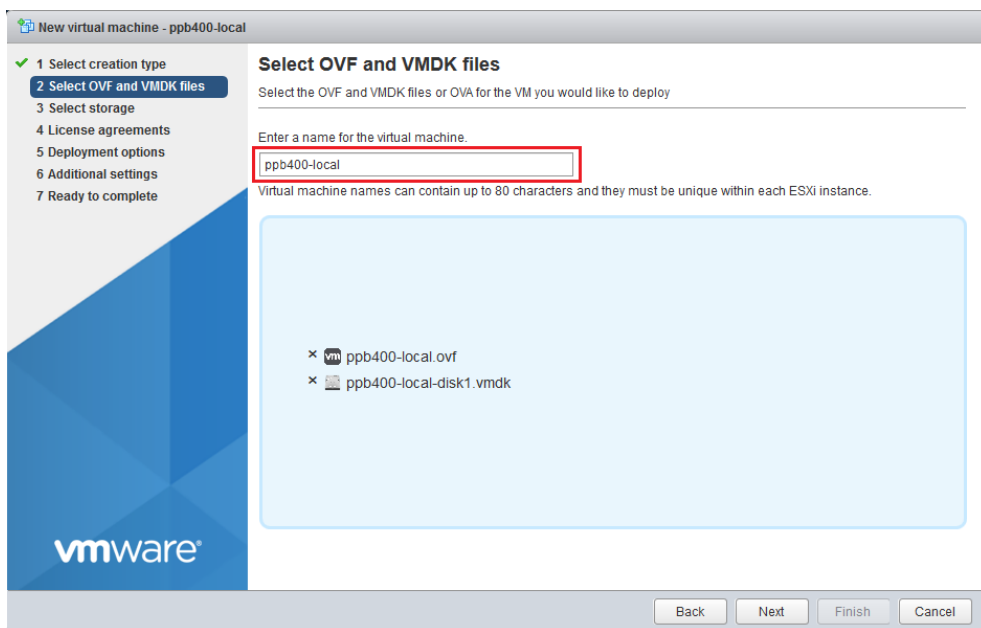 New virtual machine - ppb400-local
1 Select creation type
2 Select OVF and VMDK files
3 Select storage
4 License agreements
5 Deployment options
6 Additional settings
7 Ready to complete
vmware®
Select OVF and VMDK files
Select the OVF and VMDK files or OVA for the VM you would like to deploy
Enter a name for the virtual machine.
ppb400-local
Virtual machine names can contain up to 80 characters and they must be unique within each ESXi instance.
× vm ppb400-local.ovf
× ppb400-local-disk1.vmdk
Back Next Finish Cancel